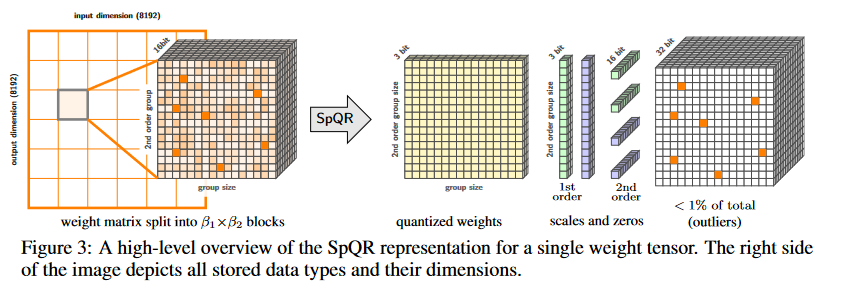 input dimension (8192)
output dimension (8192)
16bit
2nd order group
group size
weight matrix split into β₁×β₂ blocks
SpQR
3 bit
2nd order group size
group size
quantized weights
3 bit
16 bit
2nd order group size
1st order
2nd order
scales and zeros
32 bit
< 1% of total
(outliers)
Figure 3: A high-level overview of the SpQR representation for a single weight tensor. The right side
of the image depicts all stored data types and their dimensions.